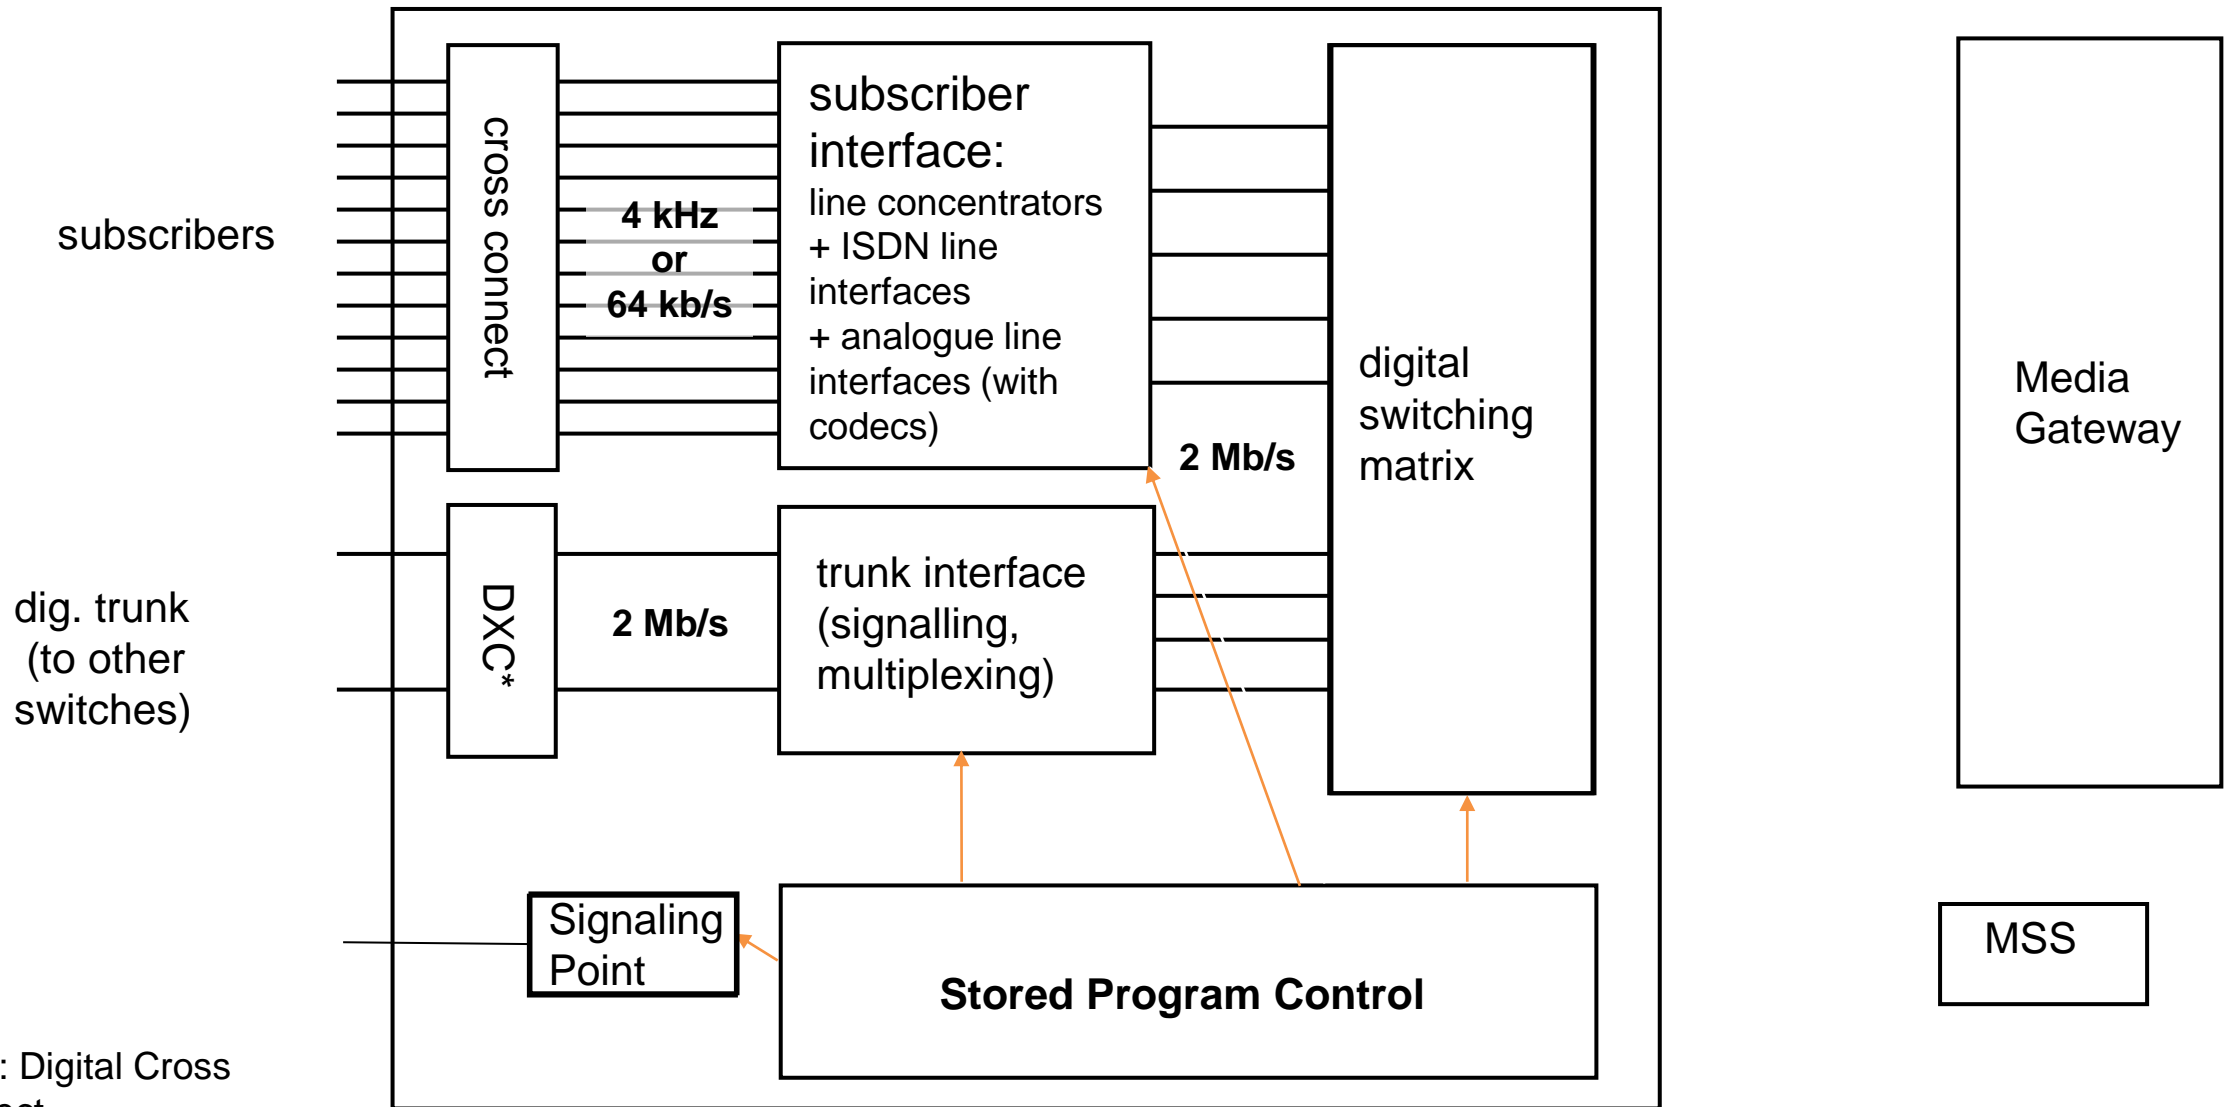 subscribers
cross connect
4 kHz
or
64 kb/s
subscriber
interface:
line concentrators
+ ISDN line
interfaces
+ analogue line
interfaces (with
codecs)
2 Mb/s
digital
switching
matrix
Media
Gateway
dig. trunk
(to other
switches)
DXC*
2 Mb/s
trunk interface
(signalling,
multiplexing)
Signaling
Point
Stored Program Control
MSS
: Digital Cross